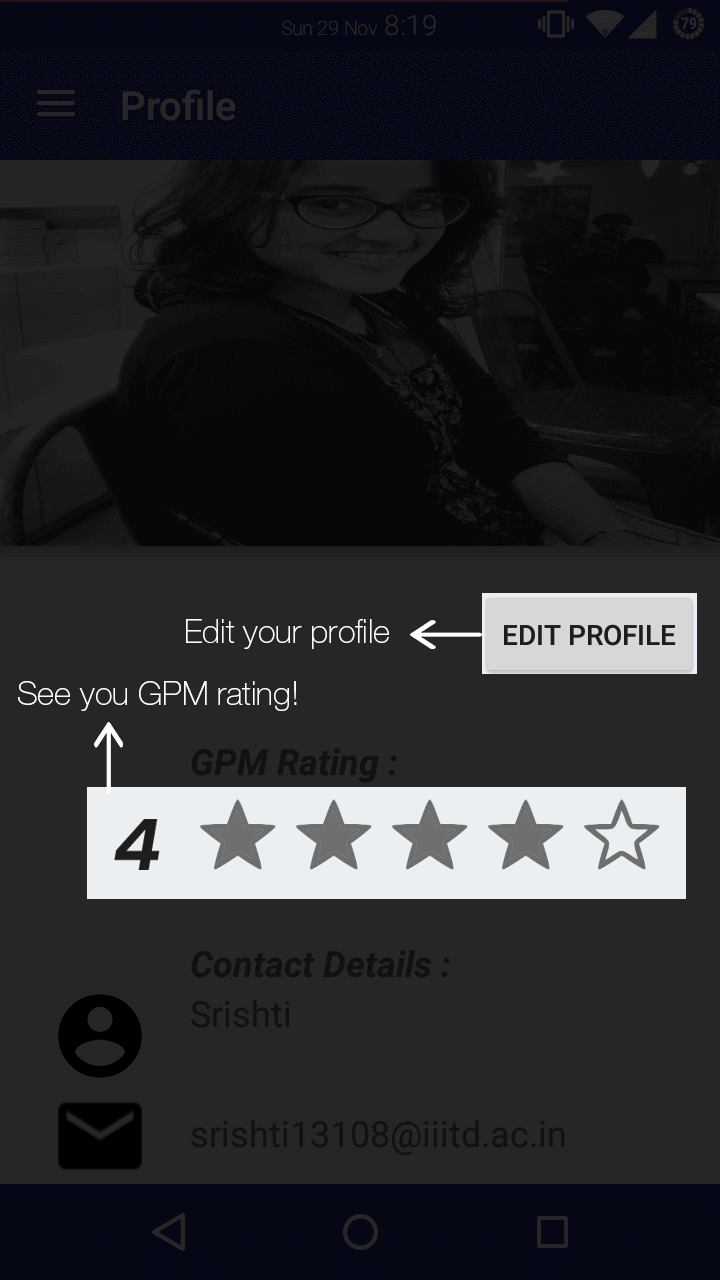 Sun 29 Nov 8:19
79
Profile
Edit your profile
EDIT PROFILE
See you GPM rating!
GPM Rating :
4
Contact Details :
Srishti
srishti13108@iiitd.ac.in